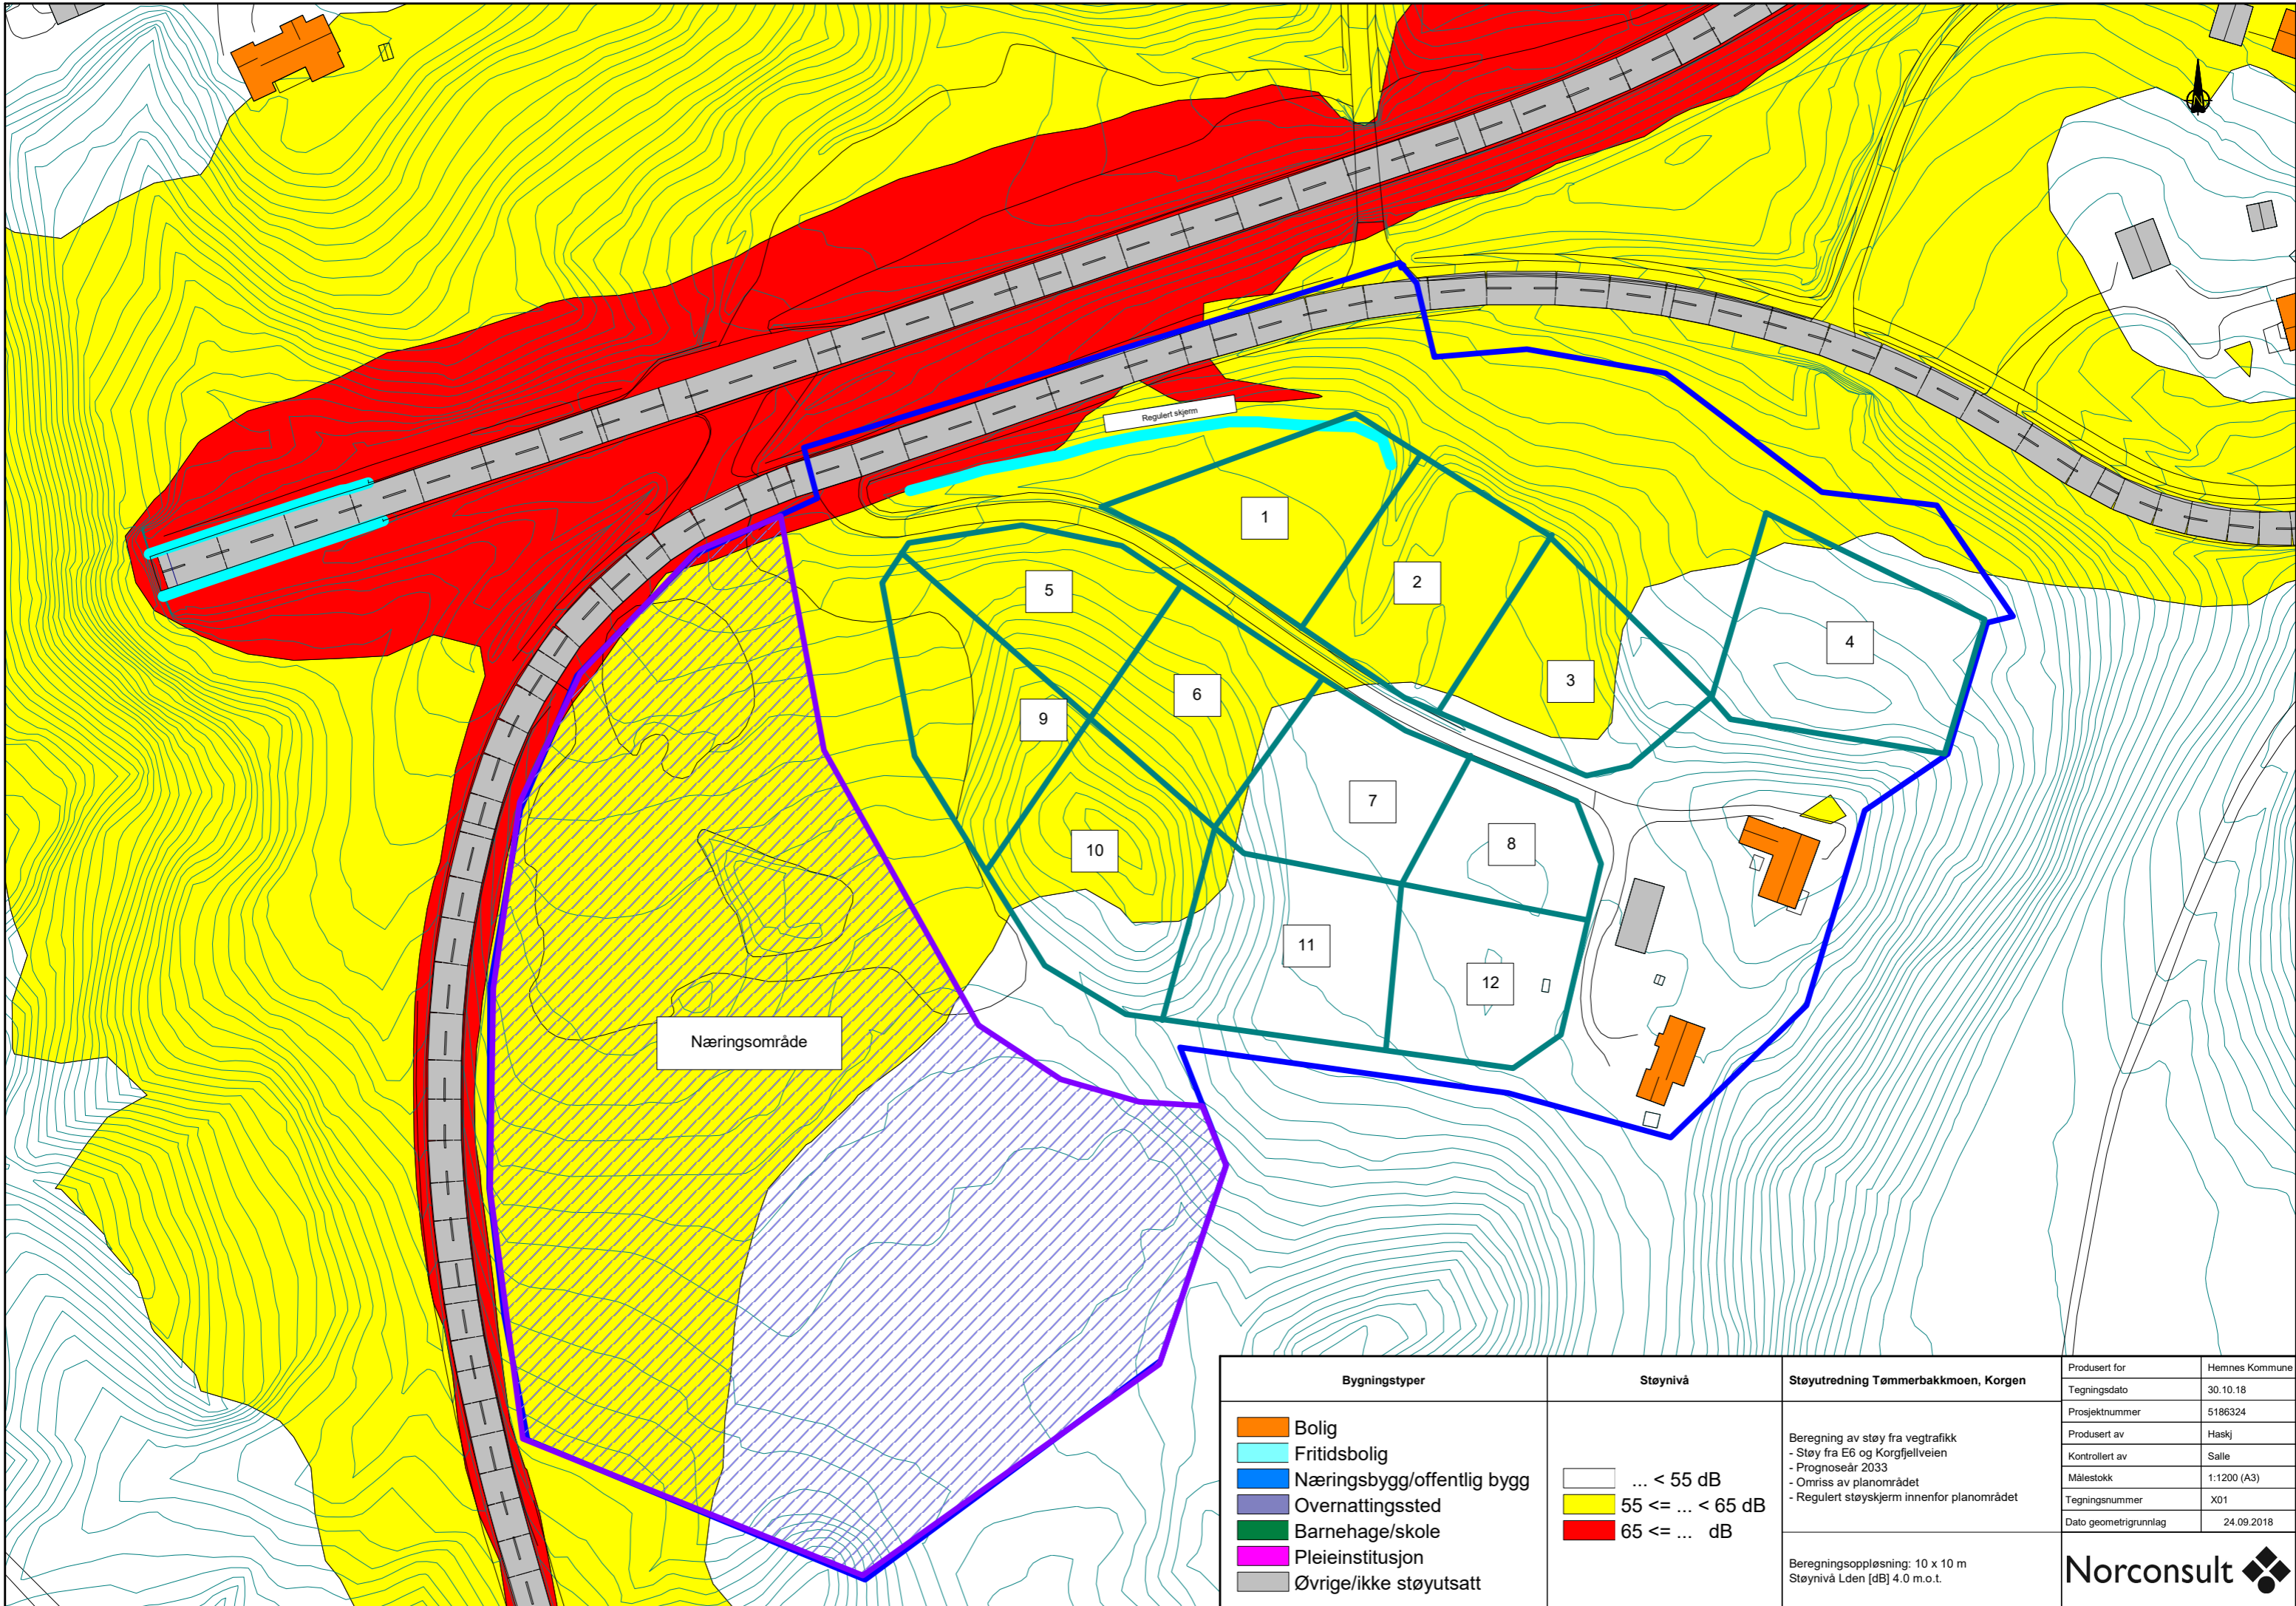 N
Regulert skjerm
1
2
3
4
5
6
7
8
9
10
11
12
Næringsområde
Bygningstyper
Bolig
Fritidsbolig
Næringsbygg/offentlig bygg
Overnattingssted
Barnehage/skole
Pleieinstitusjon
Øvrige/ikke støyutsatt
Støynivå
... < 55 dB
55 <= ... < 65 dB
65 <= ... dB
Støyutredning Tømmerbakkmoen, Korgen
Beregning av støy fra vegtrafikk
- Støy fra E6 og Korgfjellveien
- Prognoseår 2033
- Omriss av planområdet
- Regulert støyskjerm innenfor planområdet
Beregningsoppløsning: 10 x 10 m
Støynivå Lden [dB] 4.0 m.o.t.
Produsert for Hemnes Kommune
Tegningsdato 30.10.18
Prosjektnummer 5186324
Produsert av Haskj
Kontrollert av Salle
Målestokk 1:1200 (A3)
Tegningsnummer X01
Dato geometrigrunnlag 24.09.2018
Norconsult